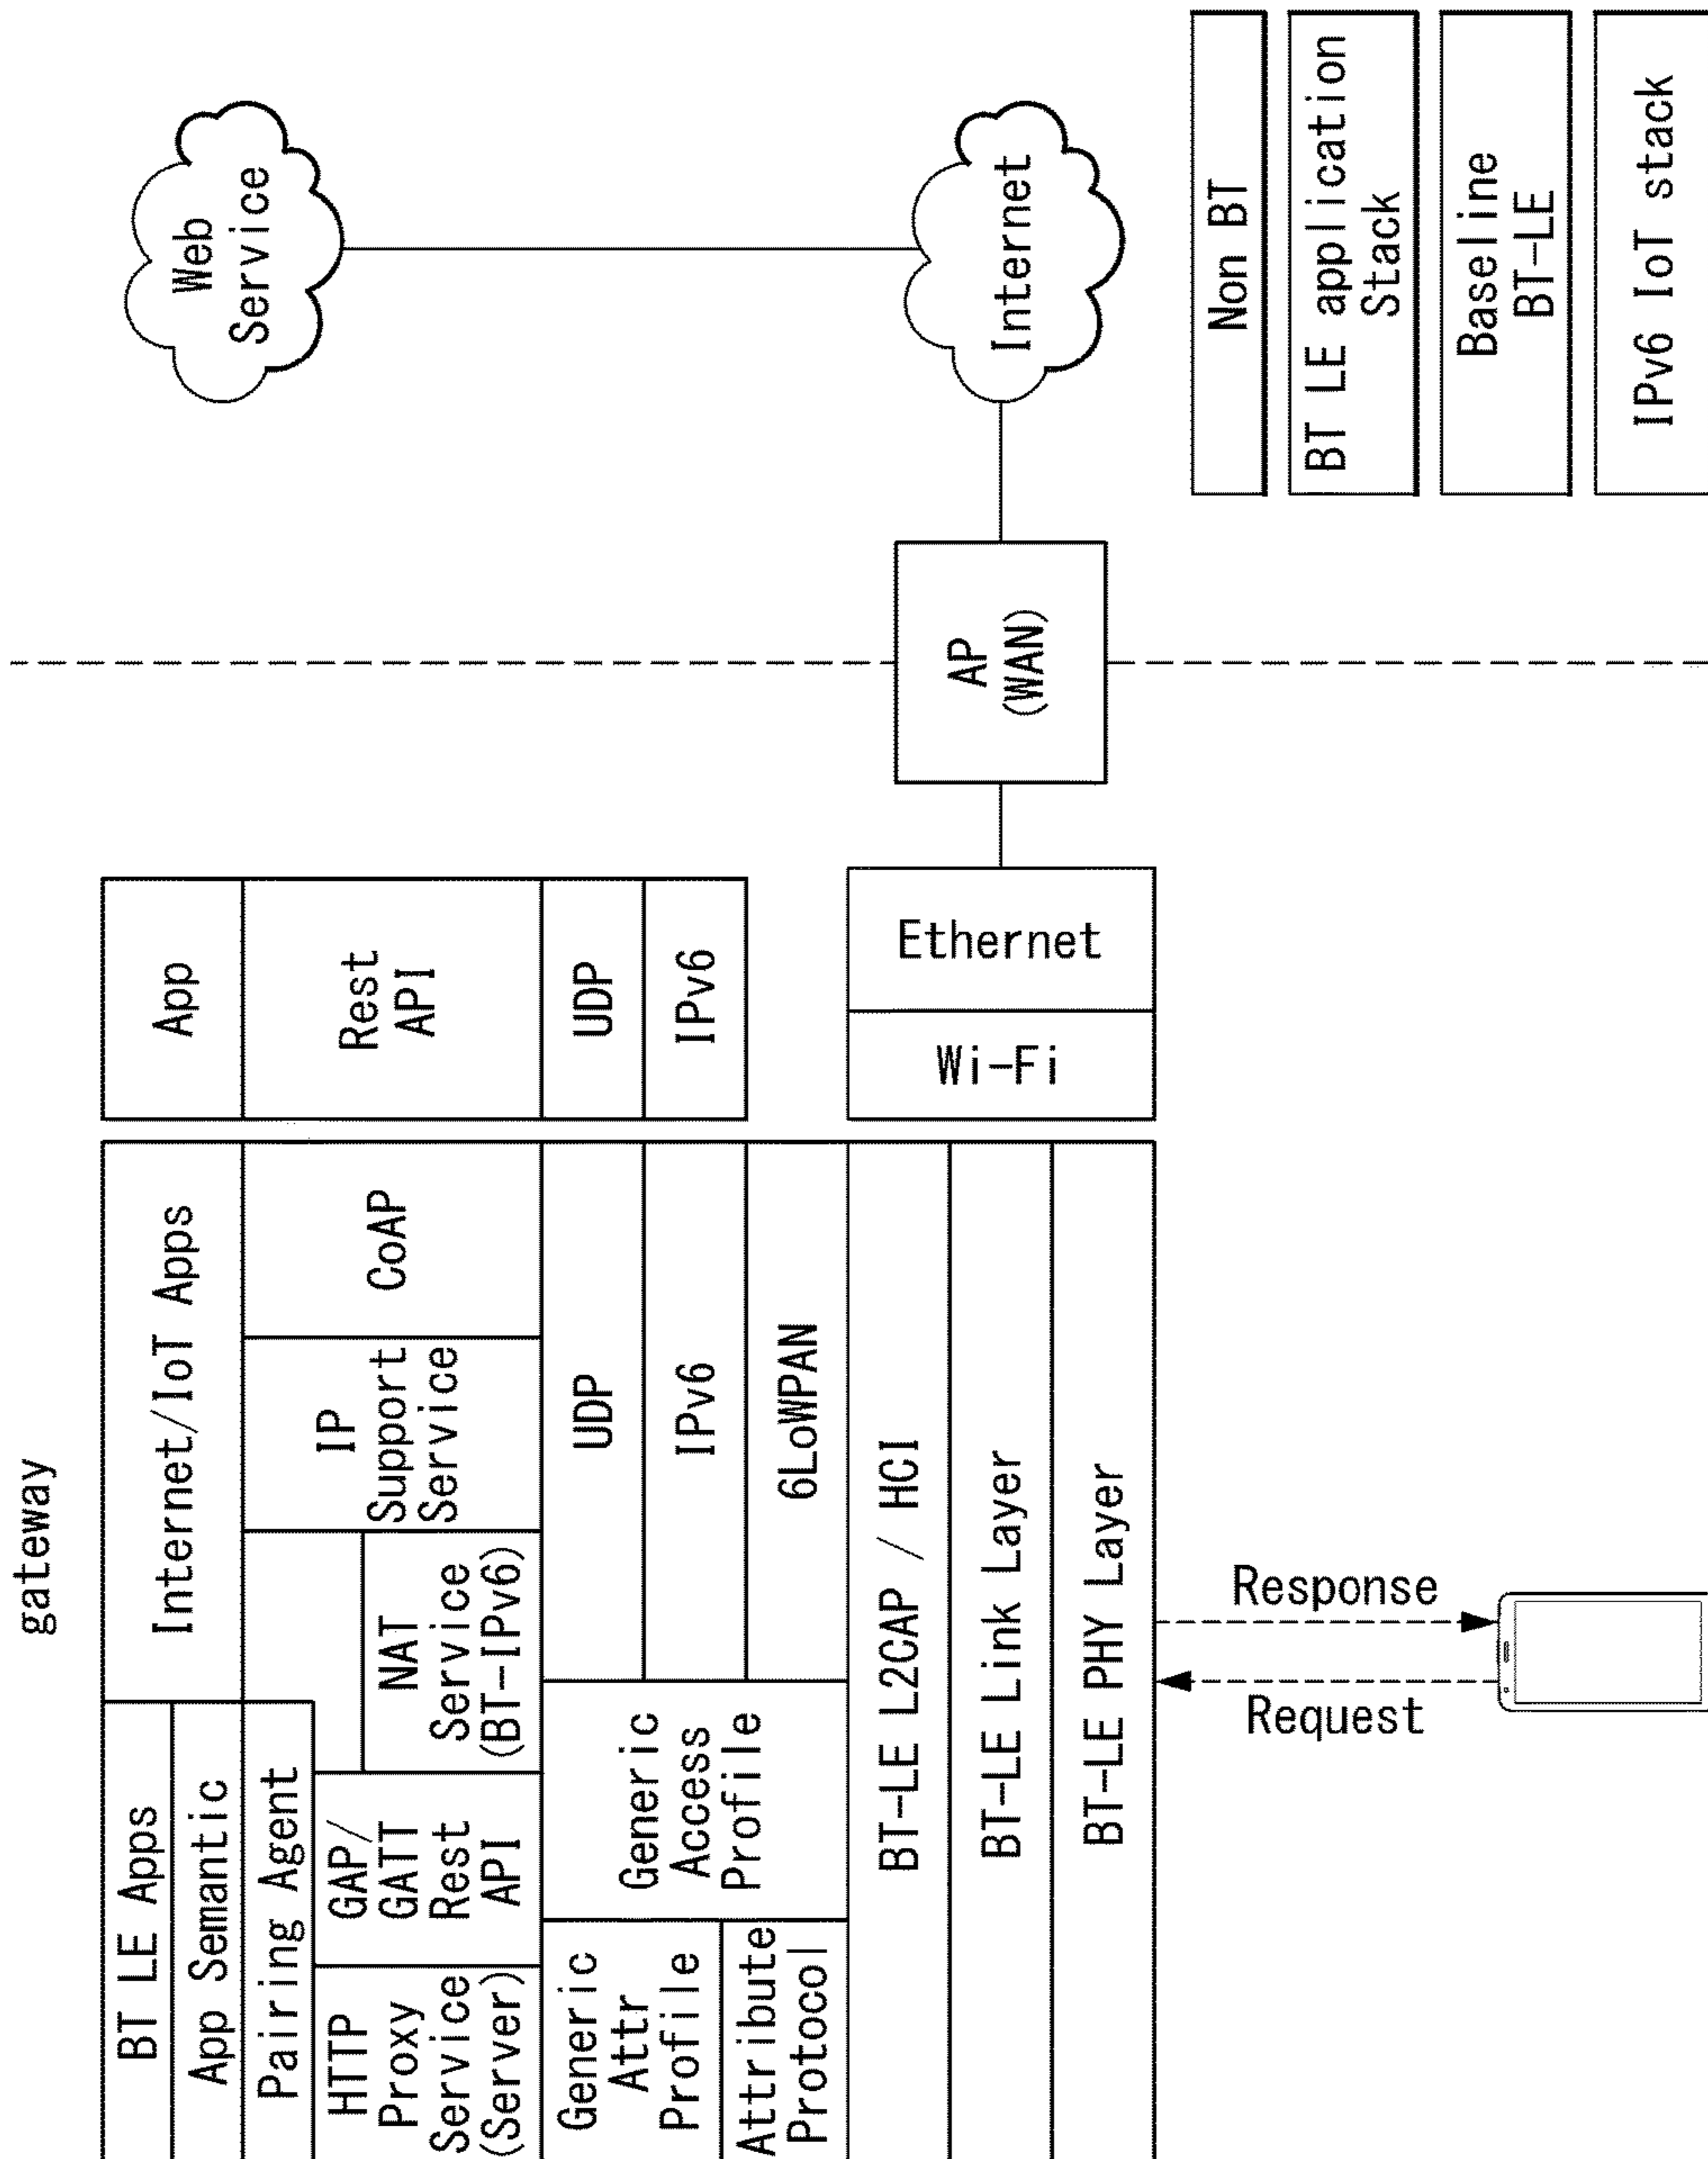 gateway
BT LE Apps
App Semantic
Internet/IoT Apps
App
Pairing Agent
HTTP
Proxy
Service
(Server)
GAP/
GATT
Rest
API
NAT
Service
(BT-IPv6)
IP
Support
Service
CoAP
Rest
API
Generic
Attr
Profile
Attribute
Protocol
Generic
Access
Profile
UDP
IPv6
6LoWPAN
UDP
IPv6
BT-LE L2CAP / HCI
BT-LE Link Layer
BT-LE PHY Layer
Wi-Fi
Ethernet
AP
(WAN)
Web
Service
Internet
Request
Response
Non BT
BT LE application
Stack
Baseline
BT-LE
IPv6 IoT stack